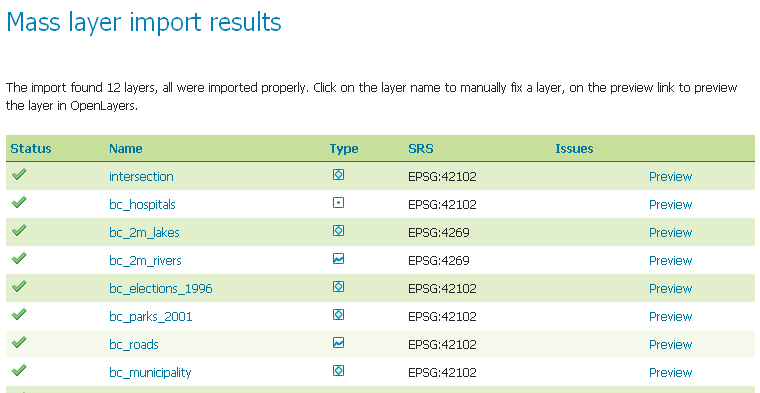 Mass layer import results
The import found 12 layers, all were imported properly. Click on the layer name to manually fix a layer, on the preview link to preview
the layer in OpenLayers.
Status Name Type SRS Issues
intersection EPSG:42102 Preview
bc_hospitals EPSG:42102 Preview
bc_2m_lakes EPSG:4269 Preview
bc_2m_rivers EPSG:4269 Preview
bc_elections_1996 EPSG:42102 Preview
bc_parks_2001 EPSG:42102 Preview
bc_roads EPSG:42102 Preview
bc_municipality EPSG:42102 Preview